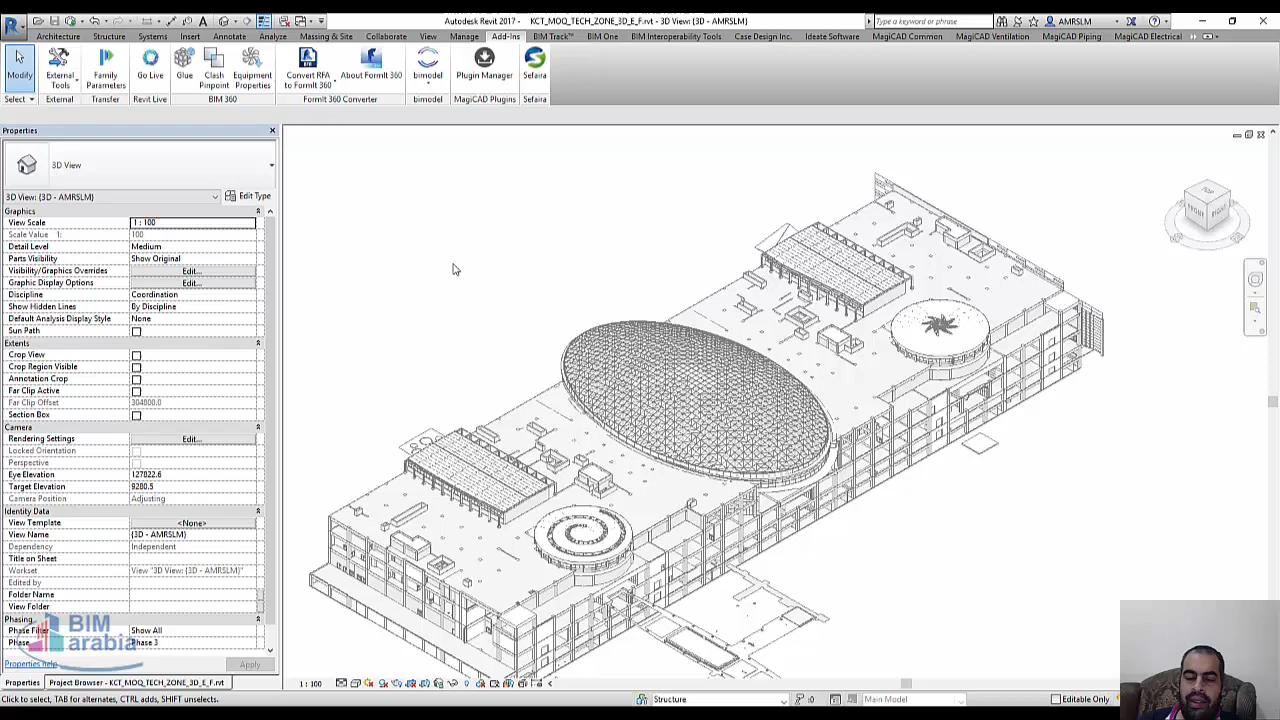 Autodesk Revit 2017 - KCT_MOQ_TECH_ZONE_3D_E_F.rvt - 3D View: {3D - AMRSLM}
Type a keyword or phrase
AMRSLM
Architecture Structure Systems Insert Annotate Analyze Massing & Site Collaborate View Manage Add-Ins BIM Track™ BIM One BIM Interoperability Tools Case Design Inc. Ideate Software MagiCAD Common MagiCAD Ventilation MagiCAD Piping MagiCAD Electrical
Modify External Tools Family Parameters Go Live Glue Clash Pinpoint Equipment Properties Convert RFA to FormIt 360 About FormIt 360 bimodel Plugin Manager Sefaira
Select External Transfer Revit Live BIM 360 FormIt 360 Converter bimodel MagiCAD Plugins Sefaira
Properties
3D View
3D View: {3D - AMRSLM} Edit Type
Graphics
View Scale 1 : 100
Scale Value 1: 100
Detail Level Medium
Parts Visibility Show Original
Visibility/Graphics Overrides Edit...
Graphic Display Options Edit...
Discipline Coordination
Show Hidden Lines By Discipline
Default Analysis Display Style None
Sun Path
Extents
Crop View
Crop Region Visible
Annotation Crop
Far Clip Active
Far Clip Offset 304800.0
Section Box
Camera
Rendering Settings Edit...
Locked Orientation
Perspective
Eye Elevation 127822.6
Target Elevation 9280.5
Camera Position Adjusting
Identity Data
View Template <None>
View Name {3D - AMRSLM}
Dependency Independent
Title on Sheet
Workset View "3D View: {3D - AMRSLM}"
Edited by
Folder Name
View Folder
Phasing
Phase Filter Show All
Phase Phase 3
BIM
arabia
Properties help Apply
Properties Project Browser - KCT_MOQ_TECH_ZONE_3D_E_F.rvt
1 : 100
Click to select, TAB for alternates, CTRL adds, SHIFT unselects.
Structure
:0
Main Model
Editable Only
TOP
FRONT RIGHT